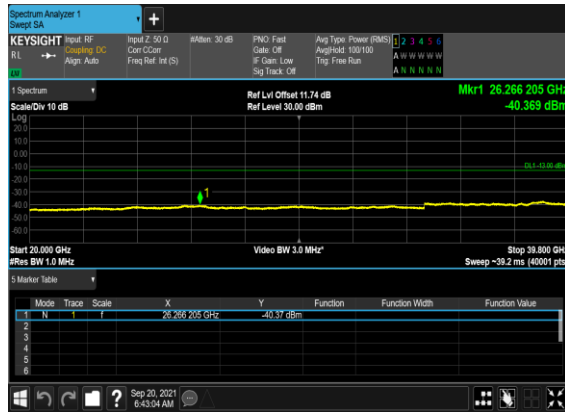 Spectrum Analyzer 1
Swept SA
+
KEYSIGHT Input: RF Input Z: 50 Ω #Atten: 30 dB PNO: Fast Avg Type: Power (RMS) 1 2 3 4 5 6
RL Coupling: DC Corr CCorr Gate: Off Avg|Hold: 100/100 A W W W W W
Align: Auto Freq Ref: Int (S) IF Gain: Low Trig: Free Run
Sig Track: Off A N N N N N
LW
1 Spectrum Ref Lvl Offset 11.74 dB Mkr1 26.266 205 GHz
Scale/Div 10 dB Ref Level 30.00 dBm -40.369 dBm
Log
20.0
10.0
0.00
-10.0 DL1 -13.00 dBm
-20.0
-30.0
1
-40.0
-50.0
-60.0
Start 20.000 GHz Video BW 3.0 MHz* Stop 39.800 GHz
#Res BW 1.0 MHz Sweep ~39.2 ms (40001 pts)
5 Marker Table
Mode Trace Scale X Y Function Function Width Function Value
1 N 1 f 26.266 205 GHz -40.37 dBm
2
3
4
5
6
? Sep 20, 2021
6:43:04 AM